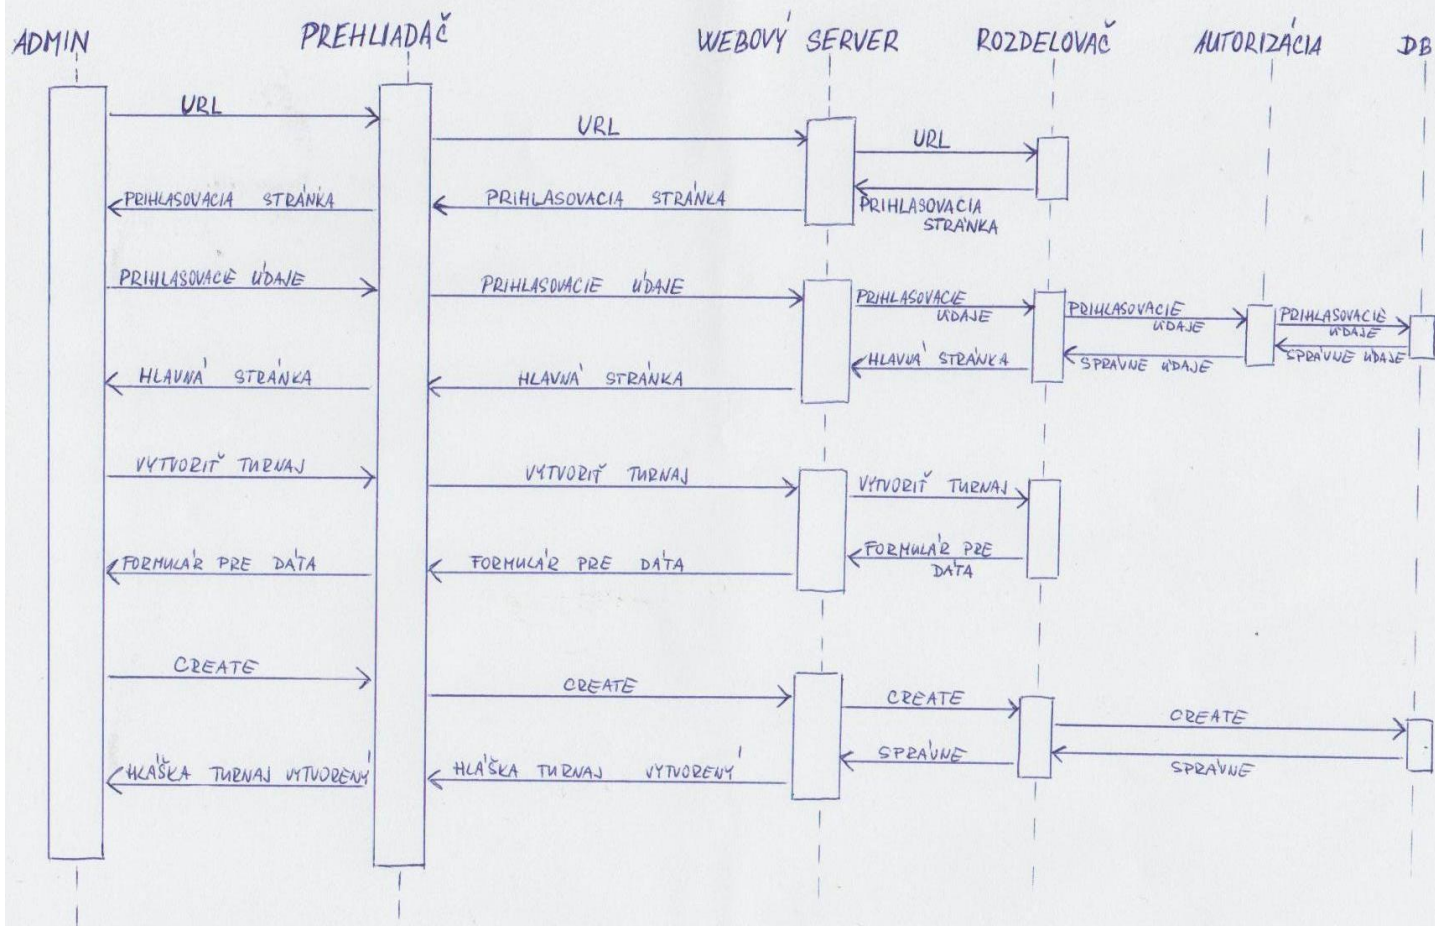 ADMIN
PREHLIADAČ
WEBOVÝ SERVER
ROZDELOVAČ
AUTORIZÁCIA
DB
URL
URL
URL
PRIHLASOVACIA STRÁNKA
PRIHLASOVACIA STRÁNKA
PRIHLASOVACIA
STRÁNKA
PRIHLASOVACIE ÚDAJE
PRIHLASOVACIE ÚDAJE
PRIHLASOVACIE
ÚDAJE
PRIHLASOVACIE
ÚDAJE
PRIHLASOVACIE
ÚDAJE
HLAVNÁ STRÁNKA
HLAVNÁ STRÁNKA
HLAVNÁ STRÁNKA
SPRÁVNE ÚDAJE
SPRÁVNE ÚDAJE
VYTVORIŤ TURNAJ
VYTVORIŤ TURNAJ
VYTVORIŤ TURNAJ
FORMULÁR PRE DÁTA
FORMULÁR PRE DÁTA
FORMULÁR PRE
DÁTA
CREATE
CREATE
CREATE
CREATE
HLÁŠKA TURNAJ VYTVORENÝ
HLÁŠKA TURNAJ VYTVORENÝ
SPRÁVNE
SPRÁVNE